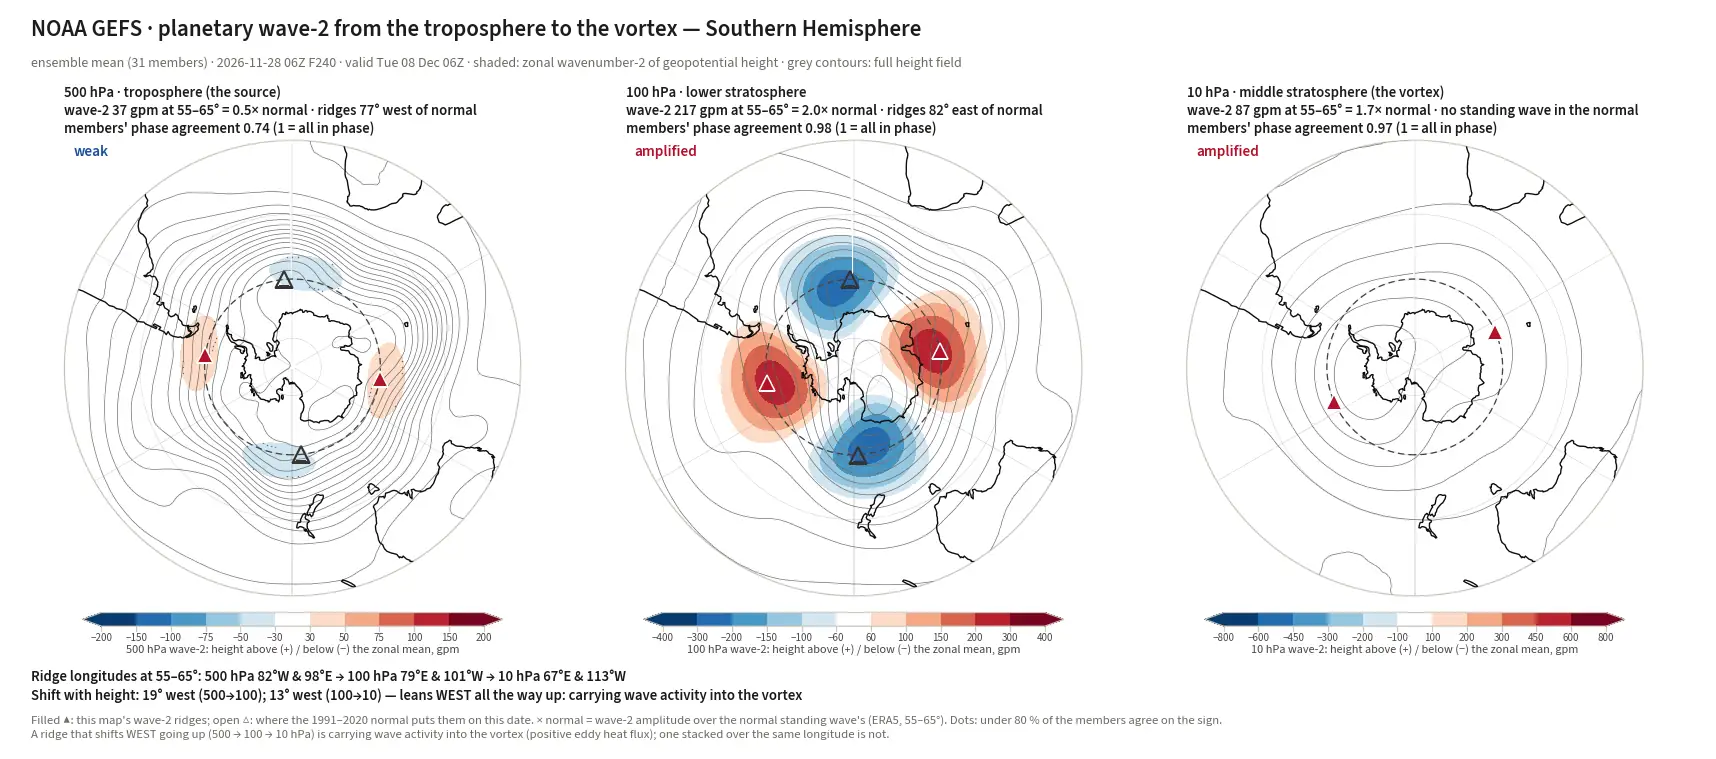 NOAA GEFS · planetary wave-2 from the troposphere to the vortex — Southern Hemisphere
ensemble mean (31 members) · 2026-11-28 06Z F240 · valid Tue 08 Dec 06Z · shaded: zonal wavenumber-2 of geopotential height · grey contours: full height field
500 hPa · troposphere (the source)
wave-2 37 gpm at 55–65° = 0.5× normal · ridges 77° west of normal
members' phase agreement 0.74 (1 = all in phase)
weak
100 hPa · lower stratosphere
wave-2 217 gpm at 55–65° = 2.0× normal · ridges 82° east of normal
members' phase agreement 0.98 (1 = all in phase)
amplified
10 hPa · middle stratosphere (the vortex)
wave-2 87 gpm at 55–65° = 1.7× normal · no standing wave in the normal
members' phase agreement 0.97 (1 = all in phase)
amplified
−200 −150 −100 −75 −50 −30 30 50 75 100 150 200
500 hPa wave-2: height above (+) / below (−) the zonal mean, gpm
−400 −300 −200 −150 −100 −60 60 100 150 200 300 400
100 hPa wave-2: height above (+) / below (−) the zonal mean, gpm
−800 −600 −450 −300 −200 −100 100 200 300 450 600 800
10 hPa wave-2: height above (+) / below (−) the zonal mean, gpm
Ridge longitudes at 55–65°: 500 hPa 82°W & 98°E → 100 hPa 79°E & 101°W → 10 hPa 67°E & 113°W
Shift with height: 19° west (500→100); 13° west (100→10) — leans WEST all the way up: carrying wave activity into the vortex
Filled ▲: this map's wave-2 ridges; open △: where the 1991–2020 normal puts them on this date. × normal = wave-2 amplitude over the normal standing wave's (ERA5, 55–65°). Dots: under 80 % of the members agree on the sign.
A ridge that shifts WEST going up (500 → 100 → 10 hPa) is carrying wave activity into the vortex (positive eddy heat flux); one stacked over the same longitude is not.